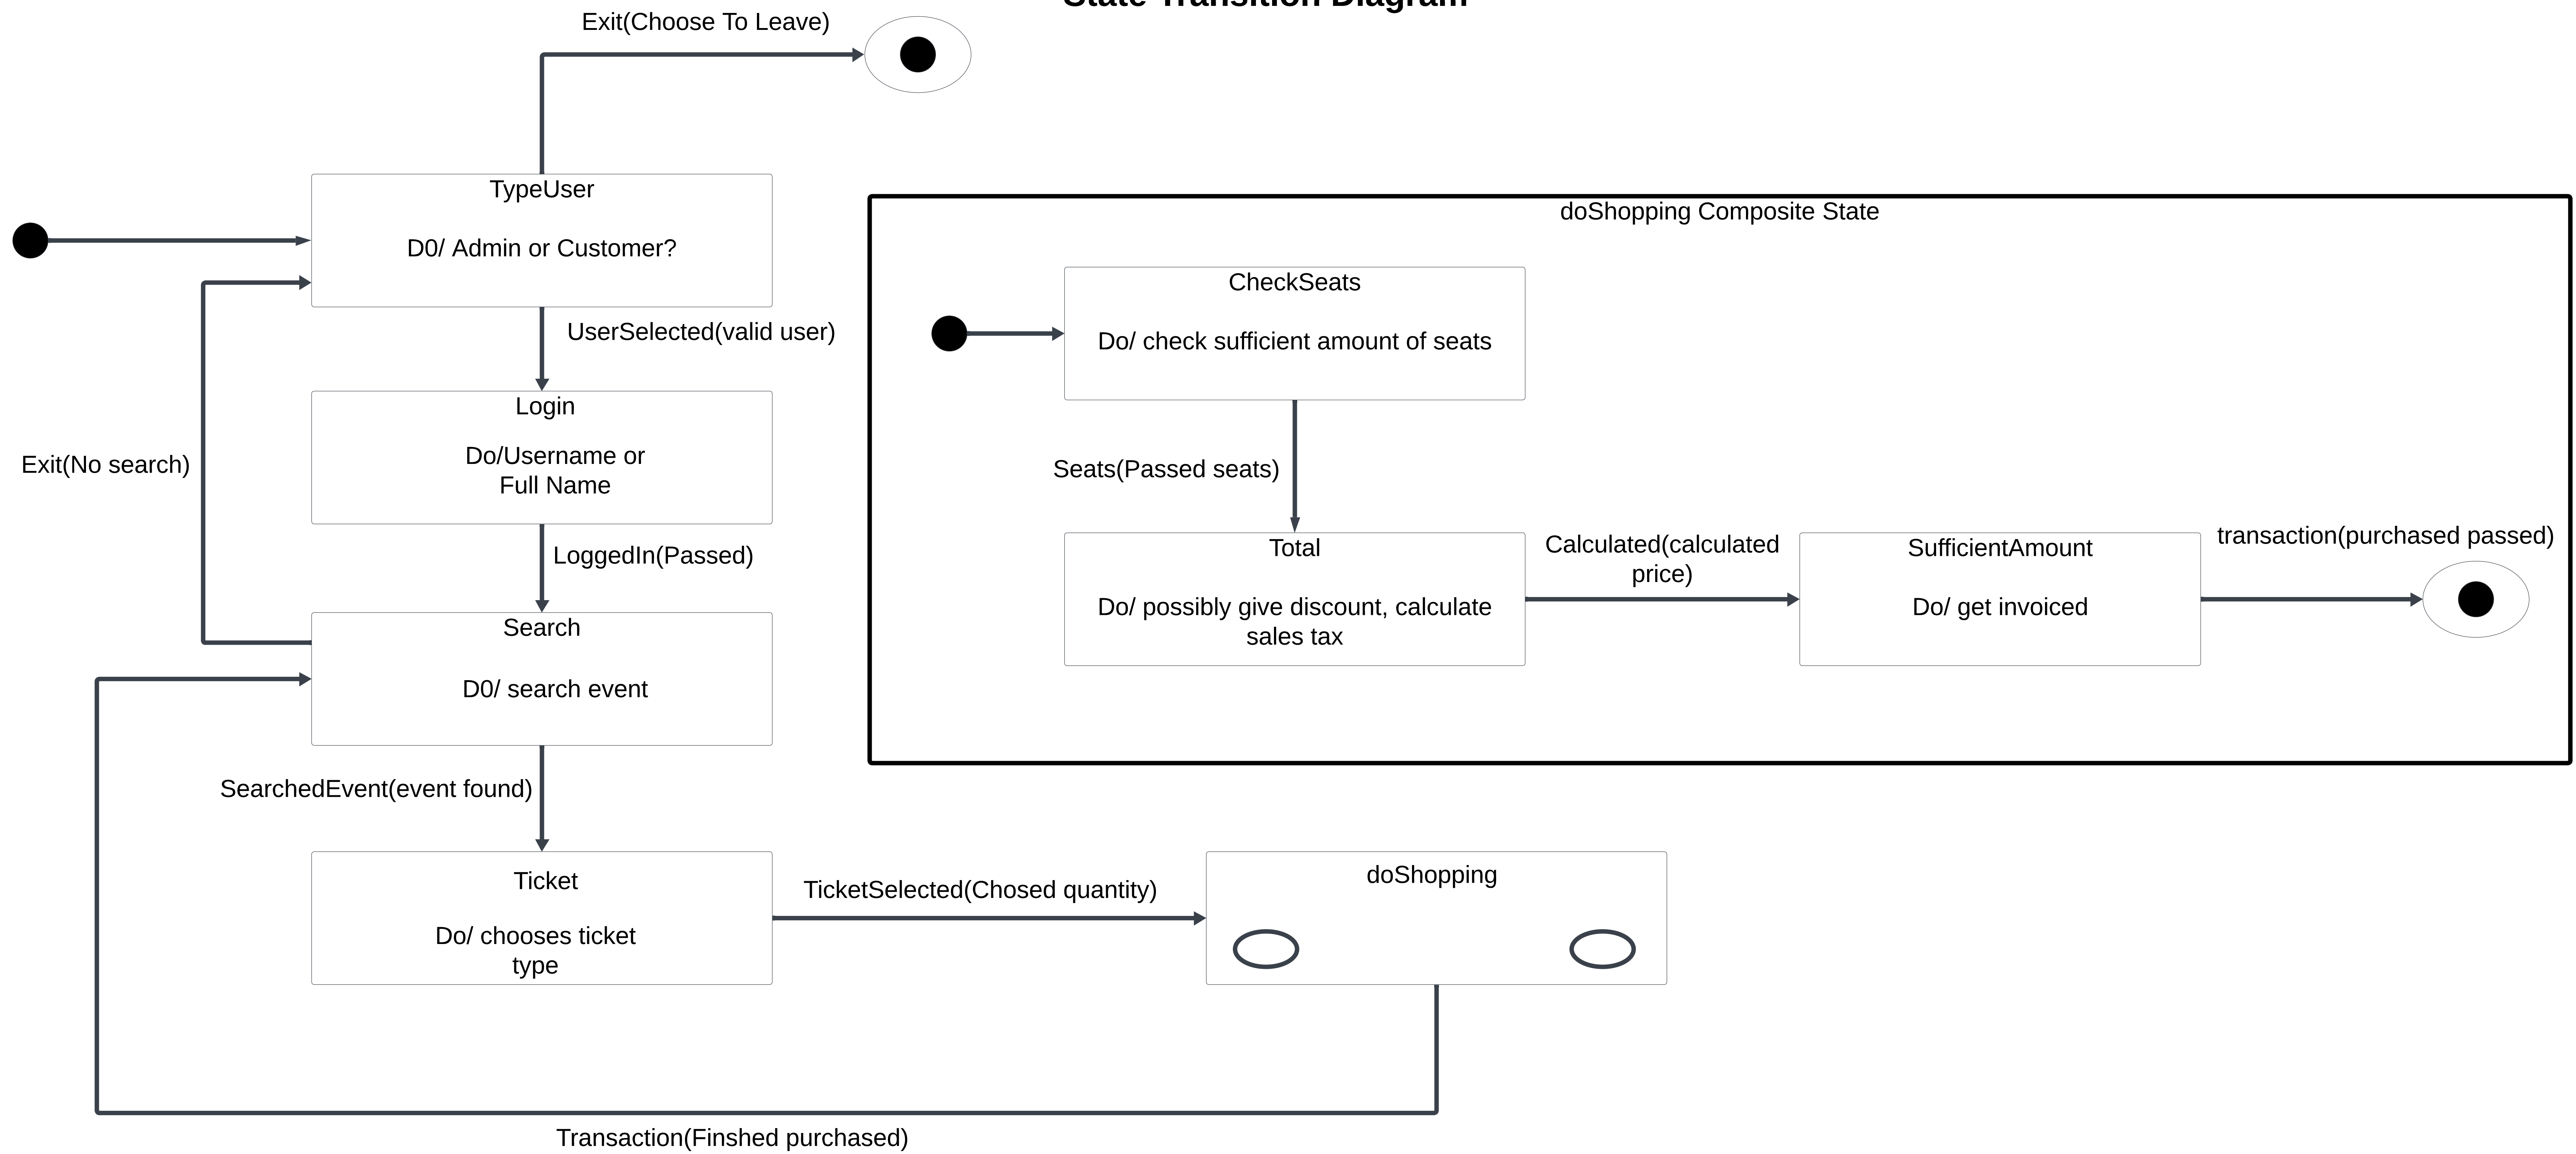 State Transition Diagram
Exit(Choose To Leave)
TypeUser
D0/ Admin or Customer?
UserSelected(valid user)
Login
Do/Username or
Full Name
Exit(No search)
LoggedIn(Passed)
Search
D0/ search event
SearchedEvent(event found)
Ticket
Do/ chooses ticket
type
TicketSelected(Chosed quantity)
doShopping
Transaction(Finshed purchased)
doShopping Composite State
CheckSeats
Do/ check sufficient amount of seats
Seats(Passed seats)
Total
Do/ possibly give discount, calculate
sales tax
Calculated(calculated
price)
SufficientAmount
Do/ get invoiced
transaction(purchased passed)